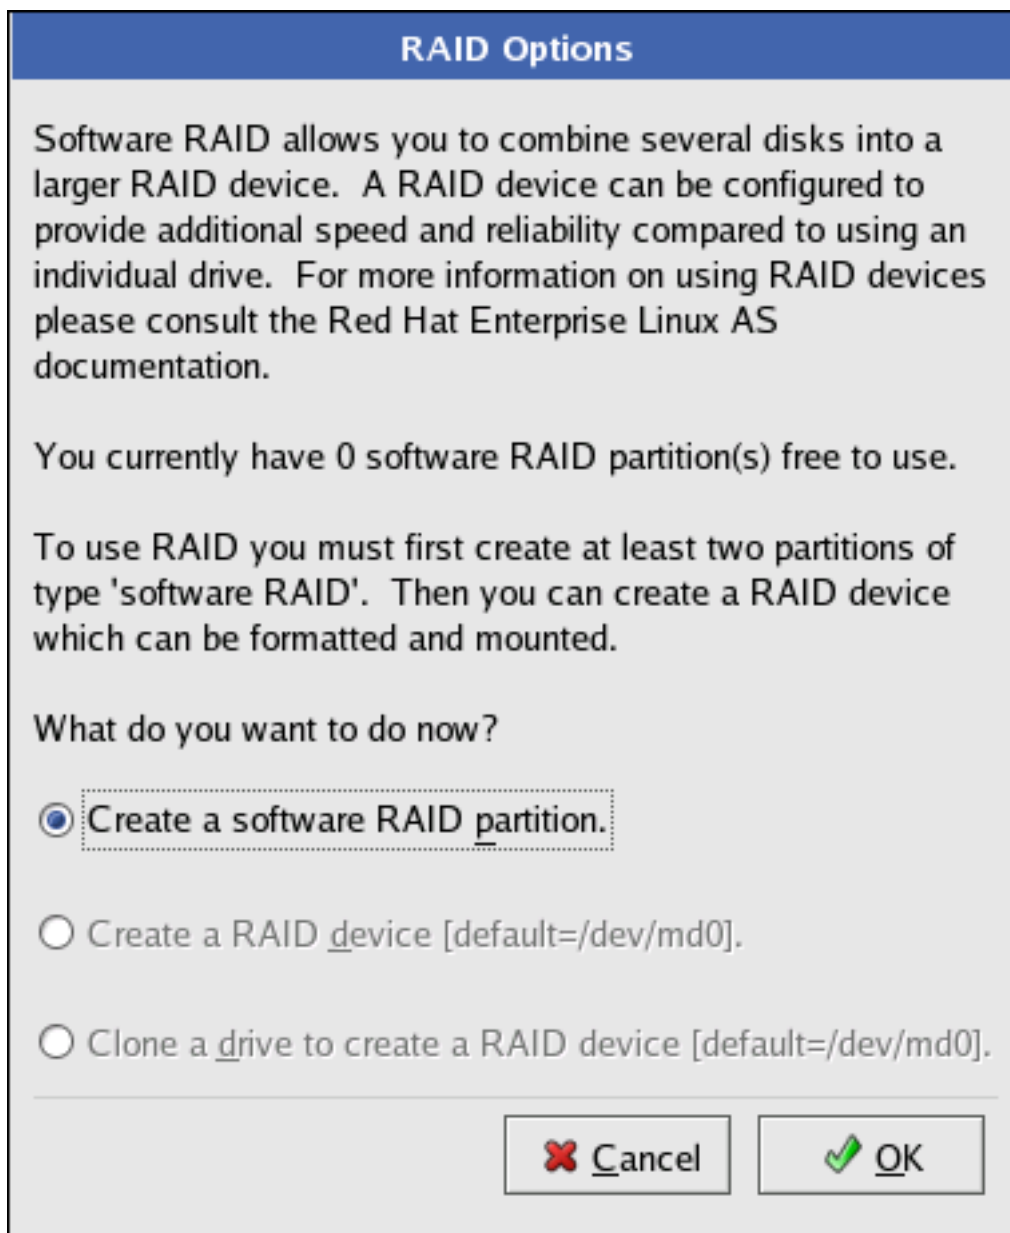 RAID Options
Software RAID allows you to combine several disks into a
larger RAID device.  A RAID device can be configured to
provide additional speed and reliability compared to using an
individual drive.  For more information on using RAID devices
please consult the Red Hat Enterprise Linux AS
documentation.
You currently have 0 software RAID partition(s) free to use.
To use RAID you must first create at least two partitions of
type 'software RAID'.  Then you can create a RAID device
which can be formatted and mounted.
What do you want to do now?
Create a software RAID partition.
Create a RAID device [default=/dev/md0].
Clone a drive to create a RAID device [default=/dev/md0].
Cancel
OK